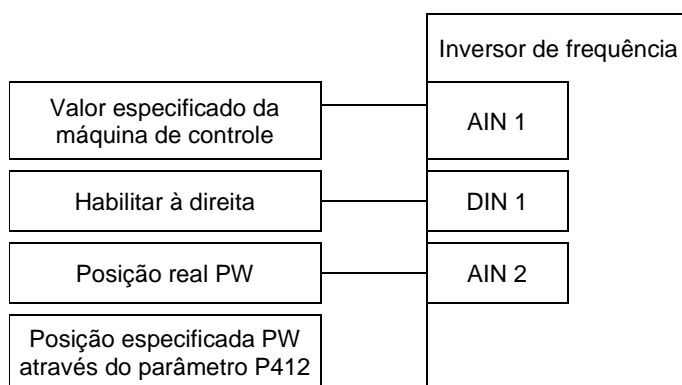 Inversor de frequência
Valor especificado da
máquina de controle
AIN 1
Habilitar à direita
DIN 1
Posição real PW
AIN 2
Posição especificada PW
através do parâmetro P412